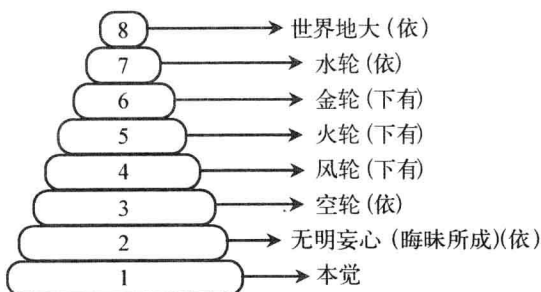 8 世界地大(依)
7 水轮(依)
6 金轮(下有)
5 火轮(下有)
4 风轮(下有)
3 空轮(依)
2 无明妄心(晦昧所成)(依)
1 本觉